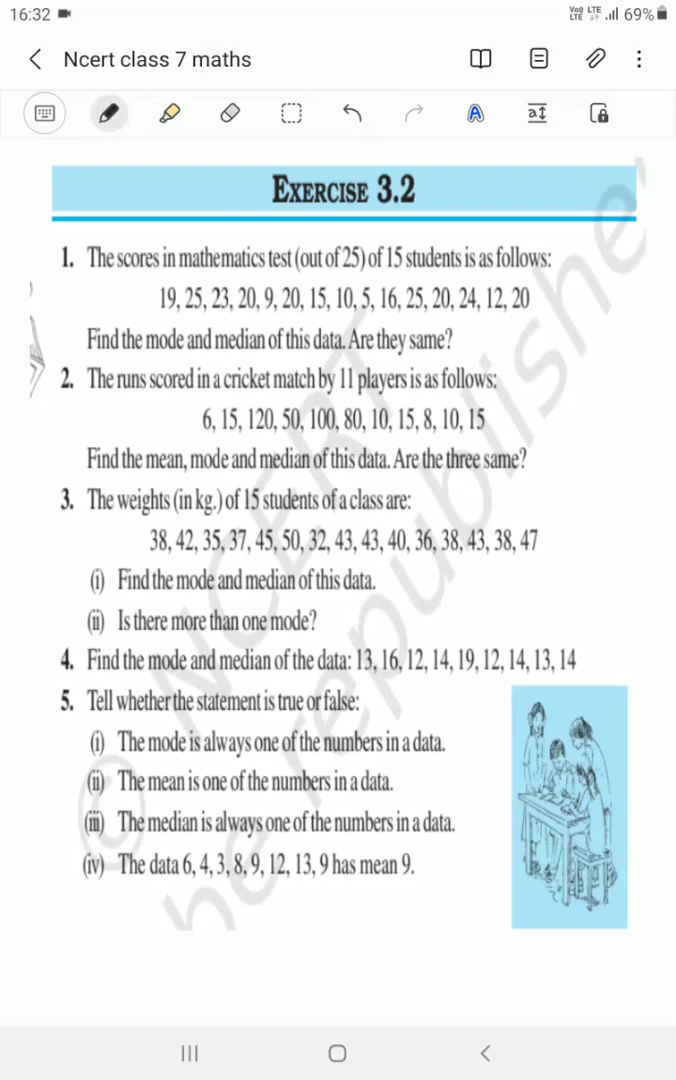 16:32
Vo)) LTE
LTE
69%
Ncert class 7 maths
A
a
EXERCISE 3.2
1. The scores in mathematics test (out of 25) of 15 students is as follows:
19, 25, 23, 20, 9, 20, 15, 10, 5, 16, 25, 20, 24, 12, 20
Find the mode and median of this data. Are they same?
2. The runs scored in a cricket match by 11 players is as follows:
6, 15, 120, 50, 100, 80, 10, 15, 8, 10, 15
Find the mean, mode and median of this data. Are the three same?
3. The weights (in kg.) of 15 students of a class are:
38, 42, 35, 37, 45, 50, 32, 43, 43, 40, 36, 38, 43, 38, 47
(i) Find the mode and median of this data.
(ii) Is there more than one mode?
4. Find the mode and median of the data: 13, 16, 12, 14, 19, 12, 14, 13, 14
5. Tell whether the statement is true or false:
(i) The mode is always one of the numbers in a data.
(ii) The mean is one of the numbers in a data.
(iii) The median is always one of the numbers in a data.
(iv) The data 6, 4, 3, 8, 9, 12, 13, 9 has mean 9.
© NCERT
be republishe